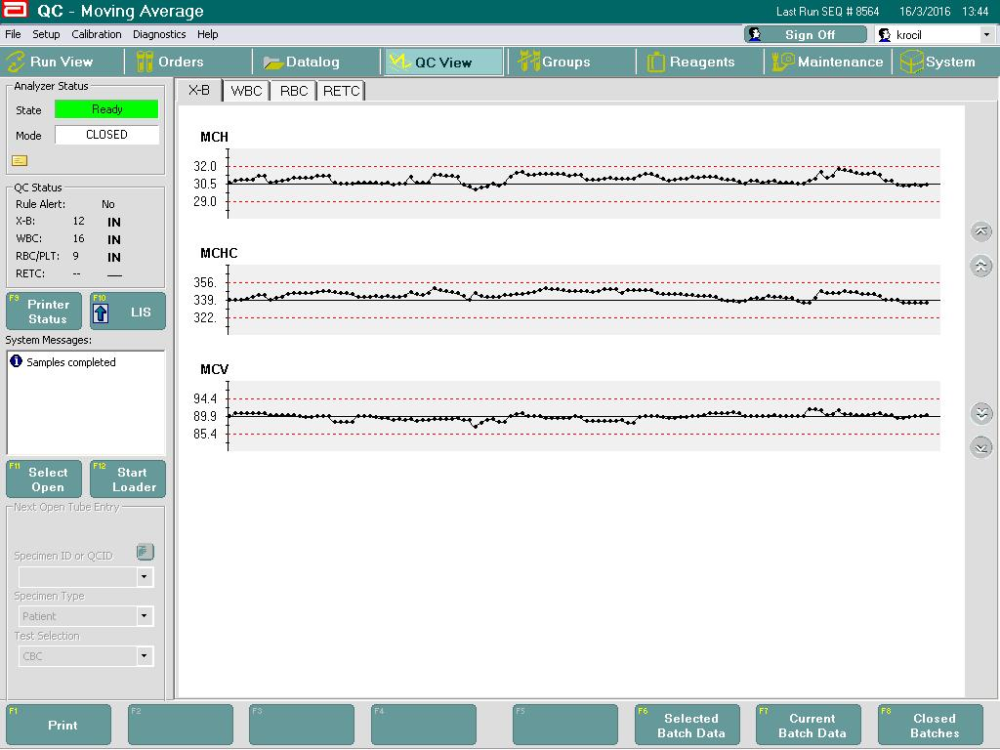 QC - Moving Average
Last Run SEQ # 8564 16/3/2016 13:44
File Setup Calibration Diagnostics Help
Sign Off krocil
Run View Orders Datalog QC View Groups Reagents Maintenance System
Analyzer Status
State Ready
Mode CLOSED
QC Status
Rule Alert: No
X-B: 12 IN
WBC: 16 IN
RBC/PLT: 9 IN
RETC: -- —
F9 Printer Status
F10 LIS
System Messages:
Samples completed
F11 Select Open
F12 Start Loader
Next Open Tube Entry
Specimen ID or QCID
Specimen Type
Patient
Test Selection
CBC
X-B WBC RBC RETC
MCH
32.0
30.5
29.0
MCHC
356.
339.
322.
MCV
94.4
89.9
85.4
F1 Print
F2
F3
F4
F5
F6 Selected Batch Data
F7 Current Batch Data
F8 Closed Batches